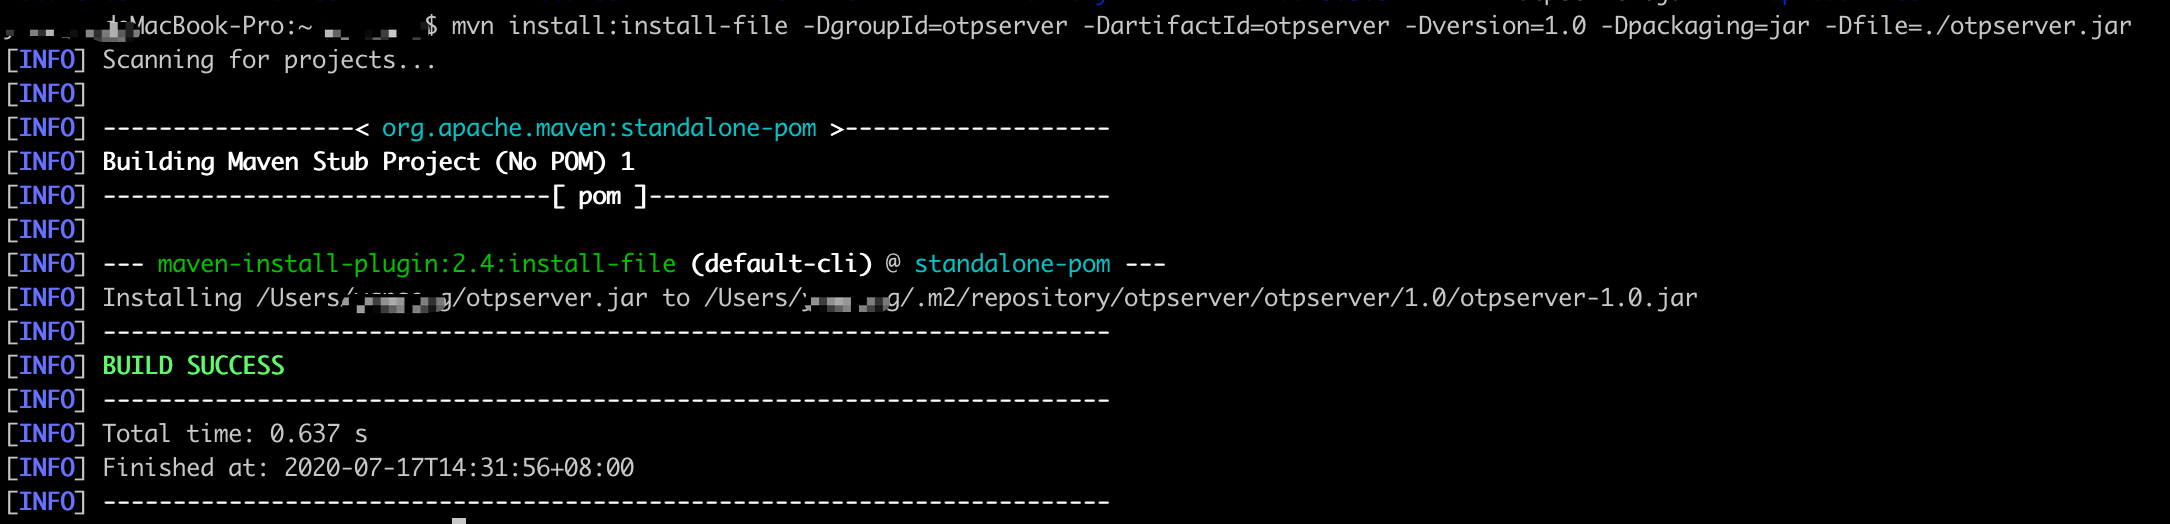 MacBook-Pro:~ $ mvn install:install-file -DgroupId=otpserver -DartifactId=otpserver -Dversion=1.0 -Dpackaging=jar -Dfile=./otpserver.jar
[INFO] Scanning for projects...
[INFO]
[INFO] ------------------< org.apache.maven:standalone-pom >-------------------
[INFO] Building Maven Stub Project (No POM) 1
[INFO] --------------------------------[ pom ]---------------------------------
[INFO]
[INFO] --- maven-install-plugin:2.4:install-file (default-cli) @ standalone-pom ---
[INFO] Installing /Users/ g/otpserver.jar to /Users/ g/.m2/repository/otpserver/otpserver/1.0/otpserver-1.0.jar
[INFO] ------------------------------------------------------------------------
[INFO] BUILD SUCCESS
[INFO] ------------------------------------------------------------------------
[INFO] Total time: 0.637 s
[INFO] Finished at: 2020-07-17T14:31:56+08:00
[INFO] ------------------------------------------------------------------------